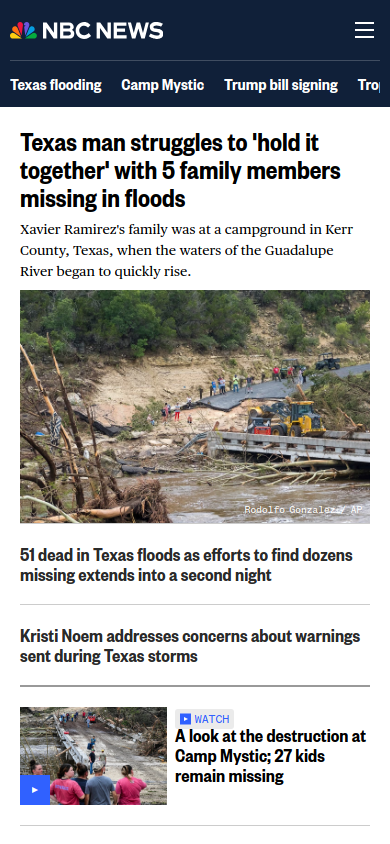 NBC NEWS
Texas flooding Camp Mystic Trump bill signing
Texas man struggles to 'hold it
together' with 5 family members
missing in floods
Xavier Ramirez's family was at a campground in Kerr
County, Texas, when the waters of the Guadalupe
River began to quickly rise.
Rodolfo Gonzalez / AP
51 dead in Texas floods as efforts to find dozens
missing extends into a second night
Kristi Noem addresses concerns about warnings
sent during Texas storms
WATCH
A look at the destruction at
Camp Mystic; 27 kids
remain missing